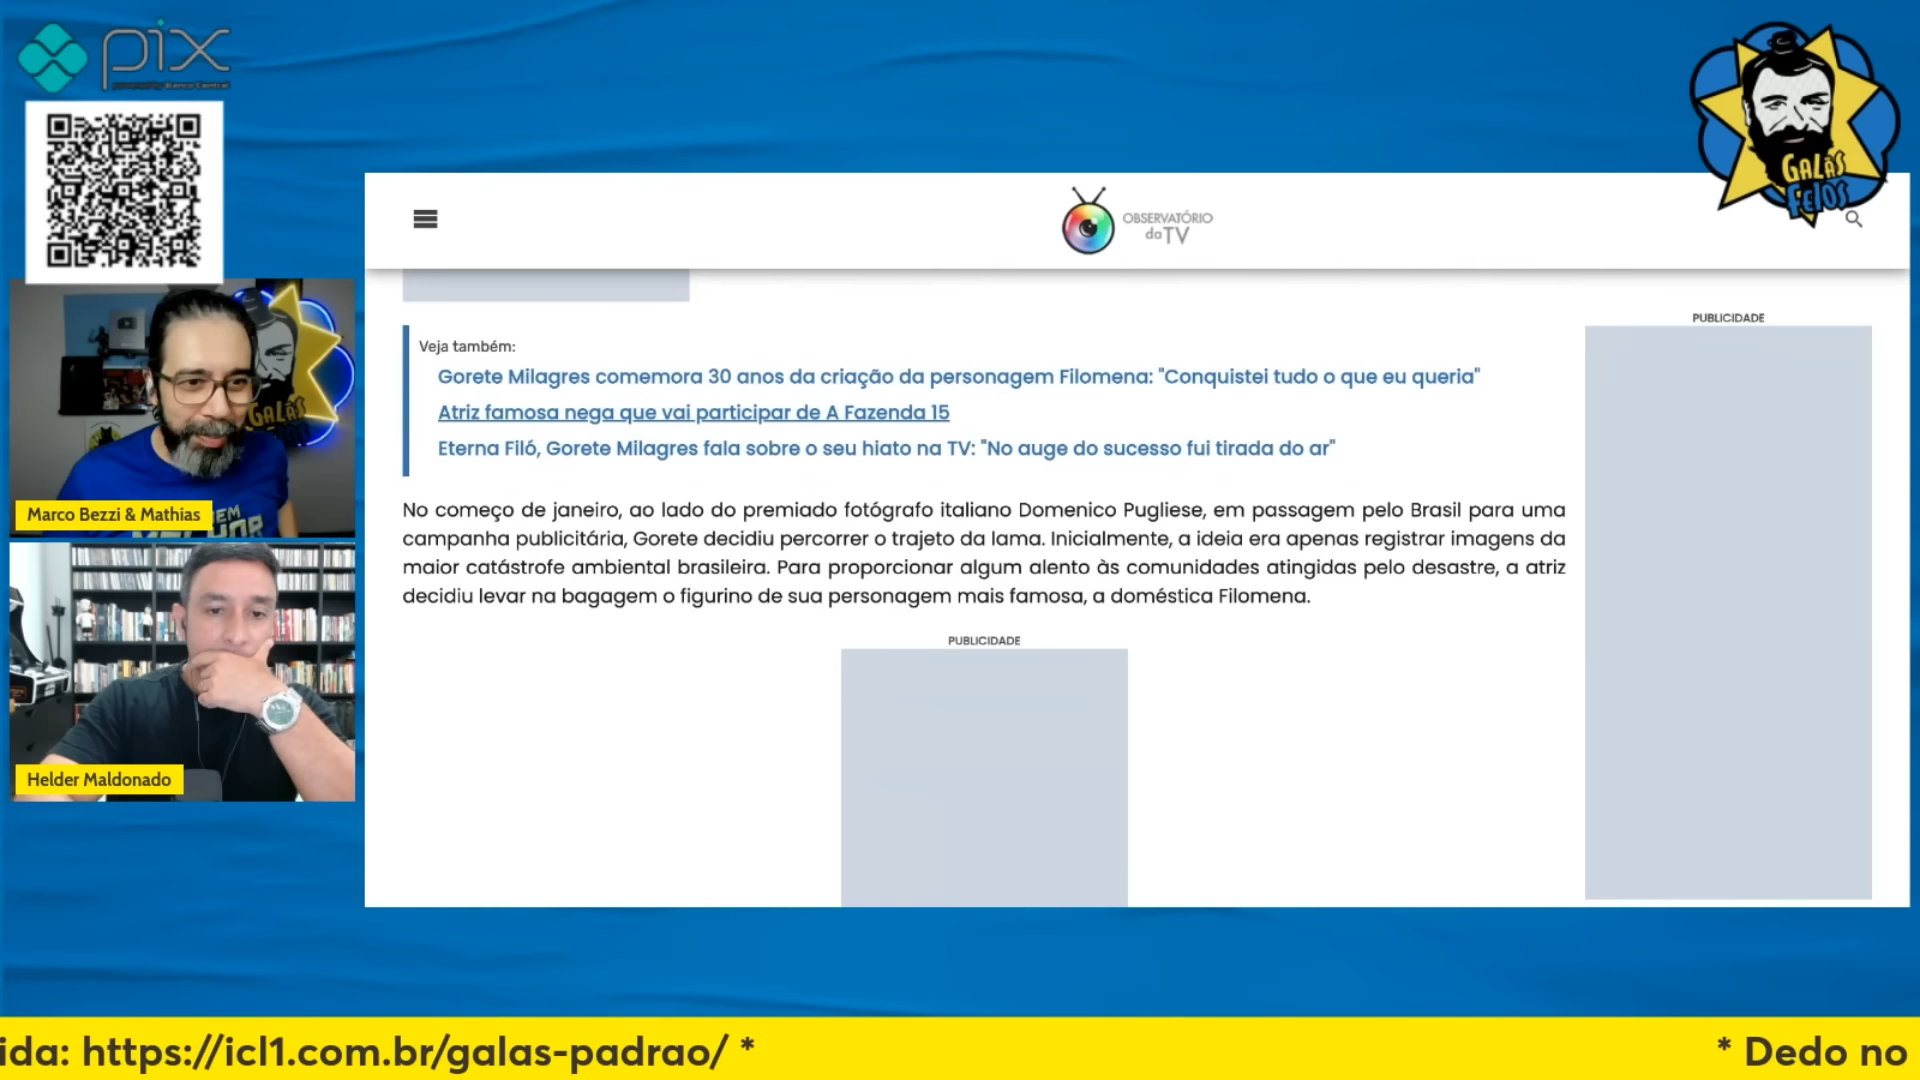 pix
powered by Banco Central
GALÃS
FEIOS
OBSERVATÓRIO
da TV
PUBLICIDADE
Veja também:
Gorete Milagres comemora 30 anos da criação da personagem Filomena: "Conquistei tudo o que eu queria"
Atriz famosa nega que vai participar de A Fazenda 15
Eterna Filó, Gorete Milagres fala sobre o seu hiato na TV: "No auge do sucesso fui tirada do ar"
No começo de janeiro, ao lado do premiado fotógrafo italiano Domenico Pugliese, em passagem pelo Brasil para uma
campanha publicitária, Gorete decidiu percorrer o trajeto da lama. Inicialmente, a ideia era apenas registrar imagens da
maior catástrofe ambiental brasileira. Para proporcionar algum alento às comunidades atingidas pelo desastre, a atriz
decidiu levar na bagagem o figurino de sua personagem mais famosa, a doméstica Filomena.
PUBLICIDADE
GALÃS
FEIOS
Marco Bezzi & Mathias
Helder Maldonado
ida: https://icl1.com.br/galas-padrao/ *
* Dedo no